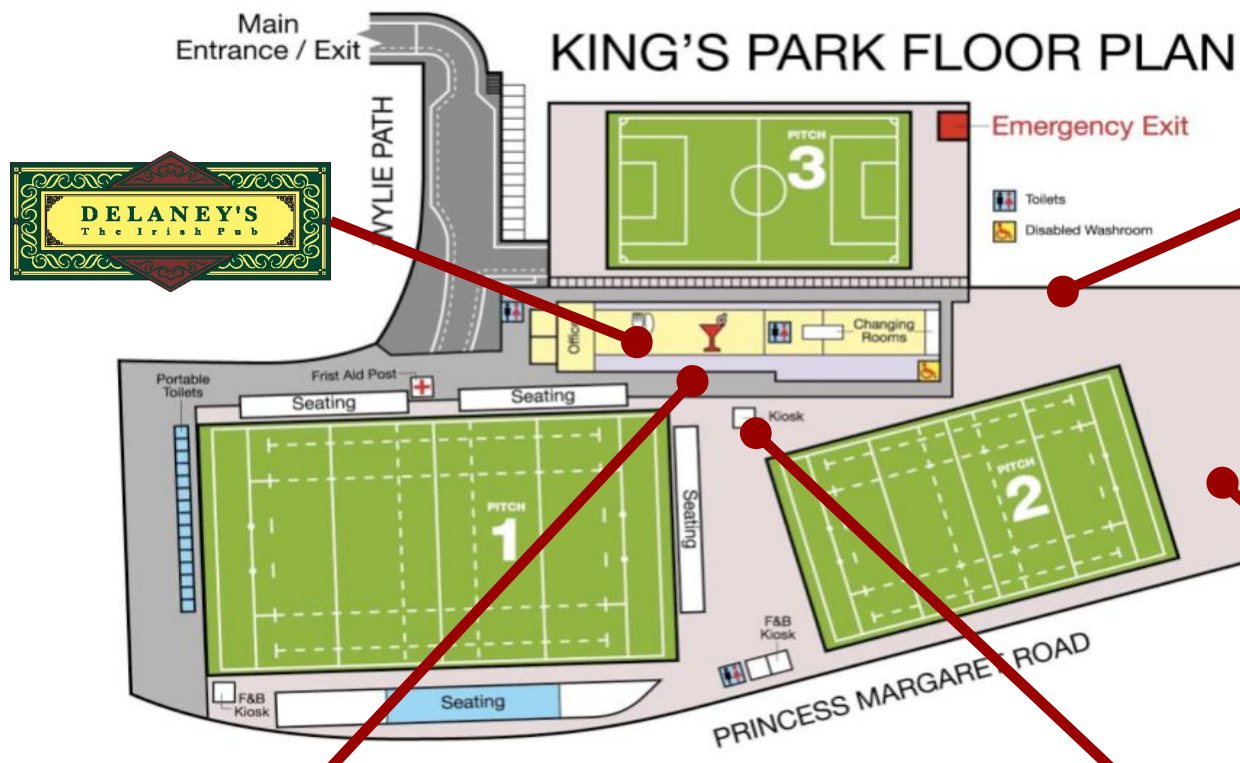 Main
Entrance / Exit
KING'S PARK FLOOR PLAN
WYLIE PATH
PITCH
3
Emergency Exit
Toilets
Disabled Washroom
DELANEY'S
The Irish Pub
Office
Changing
Rooms
Portable
Toilets
Frist Aid Post
Seating
Seating
Kiosk
PITCH
1
Seating
PITCH
2
F&B
Kiosk
F&B
Kiosk
Seating
PRINCESS MARGARET ROAD